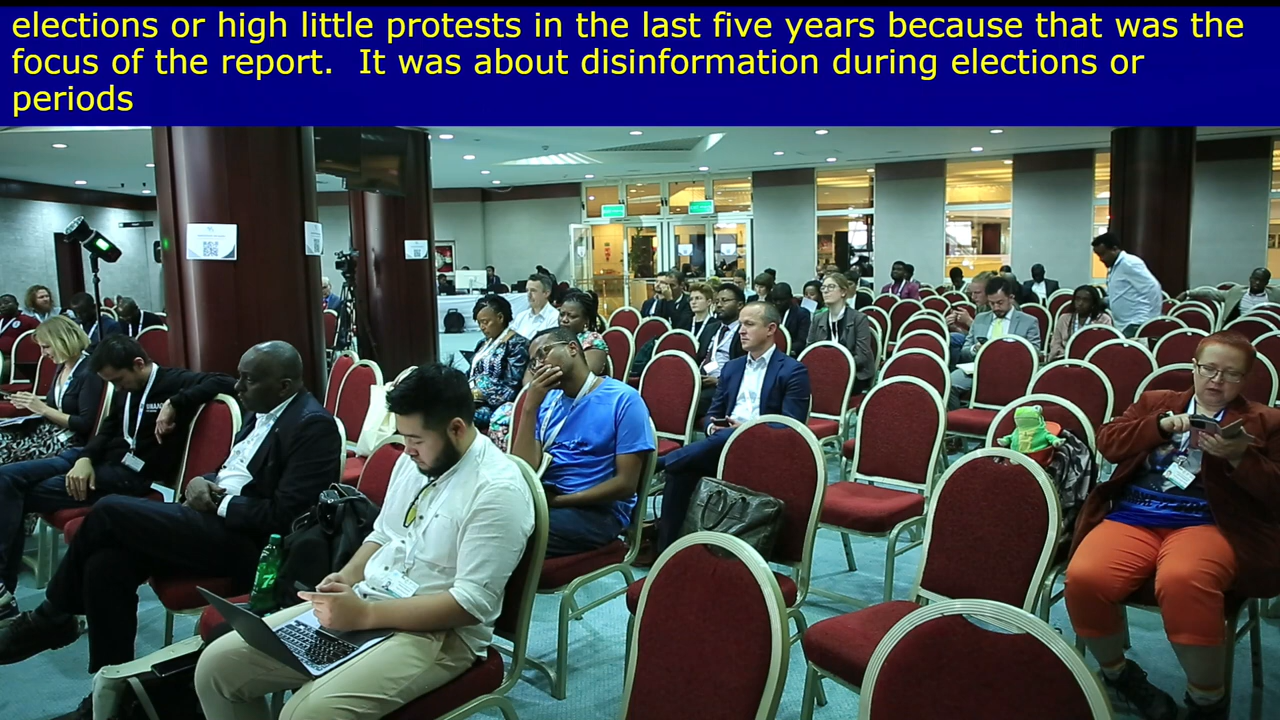 elections or high little protests in the last five years because that was the
focus of the report.  It was about disinformation during elections or
periods